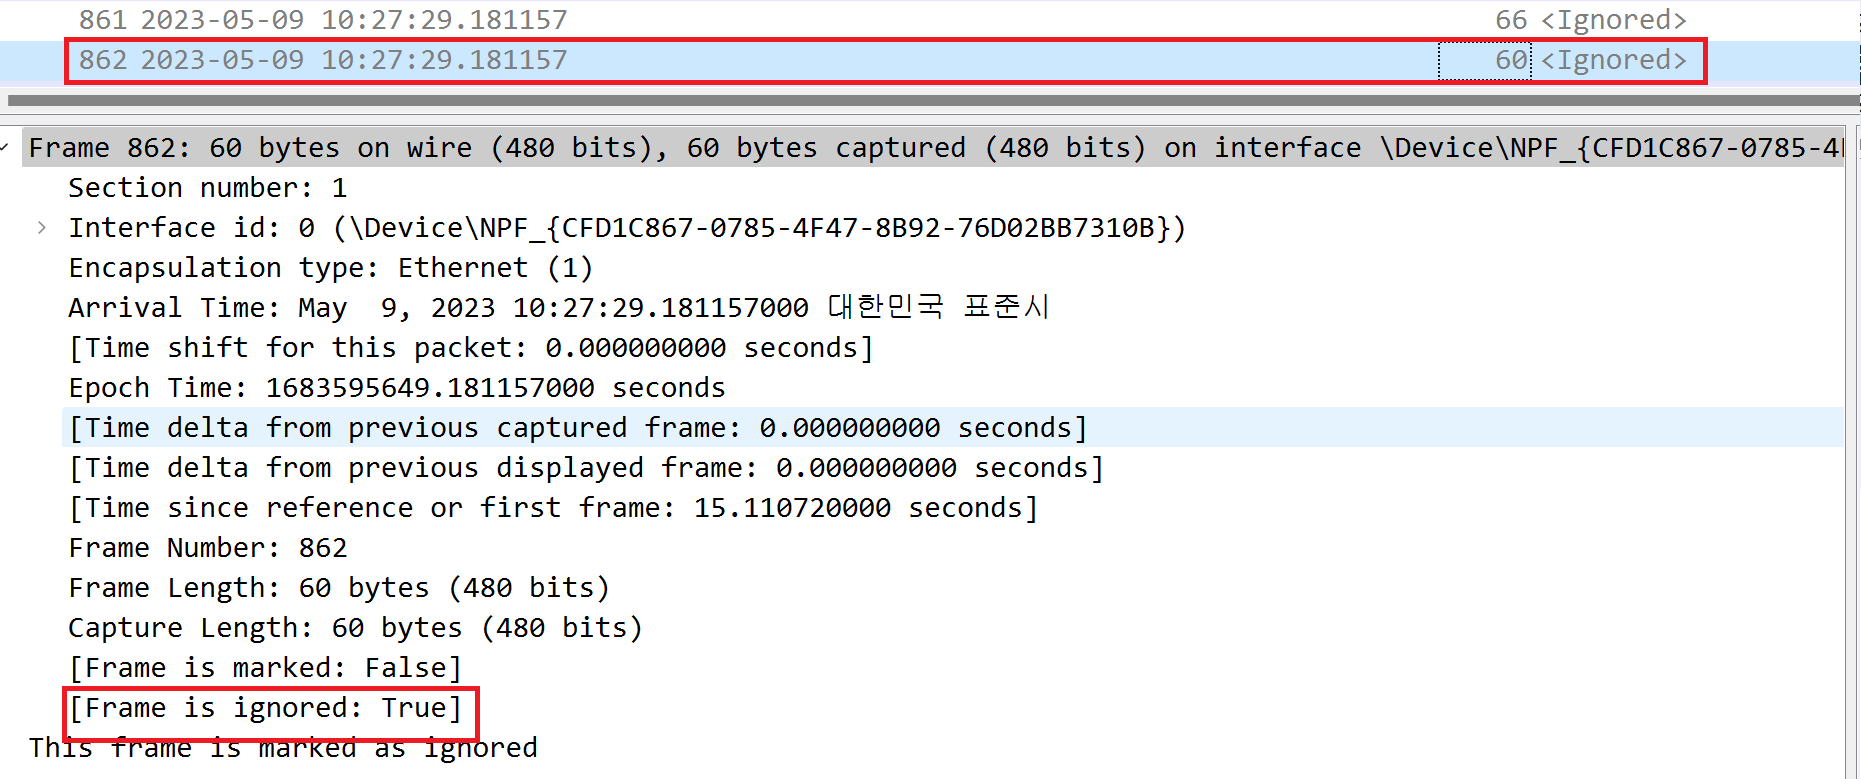 861 2023-05-09 10:27:29.181157 66 <Ignored>
862 2023-05-09 10:27:29.181157 60 <Ignored>
Frame 862: 60 bytes on wire (480 bits), 60 bytes captured (480 bits) on interface \Device\NPF_{CFD1C867-0785-4
Section number: 1
Interface id: 0 (\Device\NPF_{CFD1C867-0785-4F47-8B92-76D02BB7310B})
Encapsulation type: Ethernet (1)
Arrival Time: May  9, 2023 10:27:29.181157000 대한민국 표준시
[Time shift for this packet: 0.000000000 seconds]
Epoch Time: 1683595649.181157000 seconds
[Time delta from previous captured frame: 0.000000000 seconds]
[Time delta from previous displayed frame: 0.000000000 seconds]
[Time since reference or first frame: 15.110720000 seconds]
Frame Number: 862
Frame Length: 60 bytes (480 bits)
Capture Length: 60 bytes (480 bits)
[Frame is marked: False]
[Frame is ignored: True]
This frame is marked as ignored